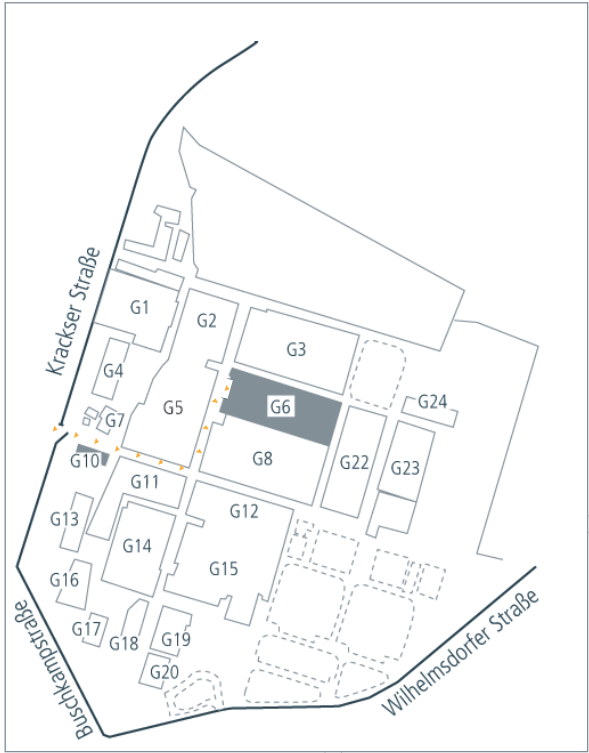 Krackser Straße
G1
G2
G3
G4
G5
G6
G7
G24
G8
G22
G23
G10
G11
G12
G13
G14
G15
G16
G17
G18
G19
G20
Buschkampstraße
Wilhelmsdorfer Straße